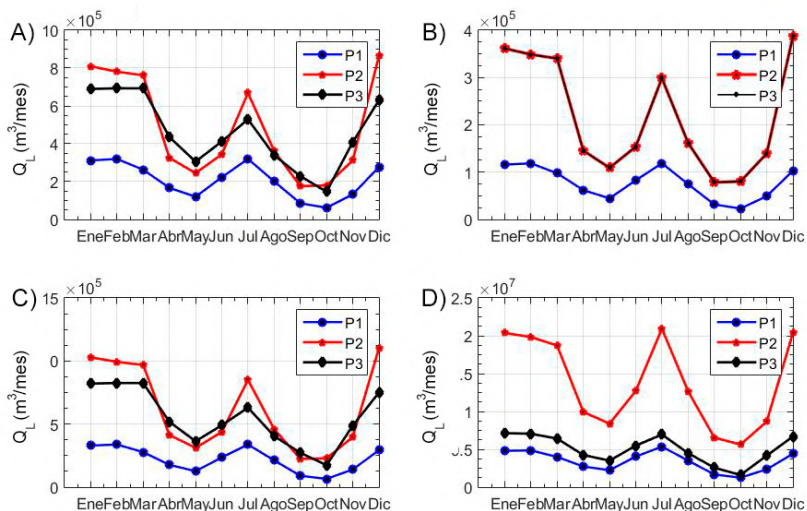 A)
× 10⁵
10
8
6
4
2
0
Q_L (m³/mes)
P1
P2
P3
EneFebMarAbrMayJunJulAgoSepOctNovDic
B)
× 10⁵
4
3
2
1
0
Q_L (m³/mes)
P1
P2
P3
EneFebMarAbrMayJunJulAgoSepOctNovDic
C)
× 10⁵
15
0
5
0
Q_L (m³/mes)
P1
P2
P3
EneFebMarAbrMayJunJulAgoSepOctNovDic
D)
× 10⁷
2.5
2
.5
1
.5
0
Q_L (m³/mes)
P1
P2
P3
EneFebMarAbrMayJunJulAgoSepOctNovDic